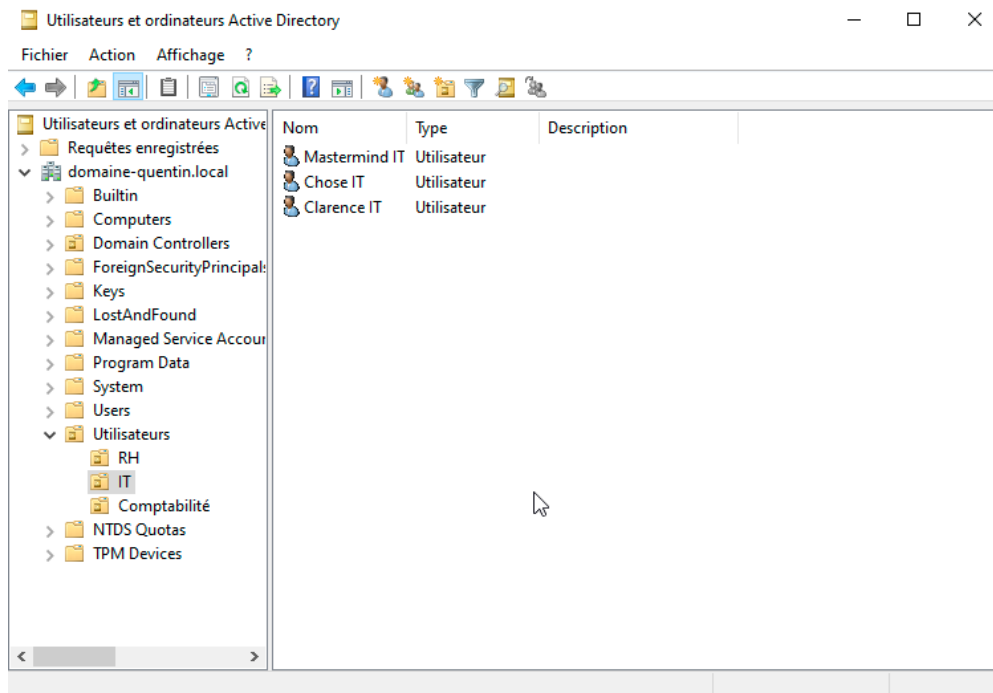 Utilisateurs et ordinateurs Active Directory
Fichier Action Affichage ?
Utilisateurs et ordinateurs Active
Requêtes enregistrées
domaine-quentin.local
Builtin
Computers
Domain Controllers
ForeignSecurityPrincipals
Keys
LostAndFound
Managed Service Accoun
Program Data
System
Users
Utilisateurs
RH
IT
Comptabilité
NTDS Quotas
TPM Devices
Nom Type Description
Mastermind IT Utilisateur
Chose IT Utilisateur
Clarence IT Utilisateur